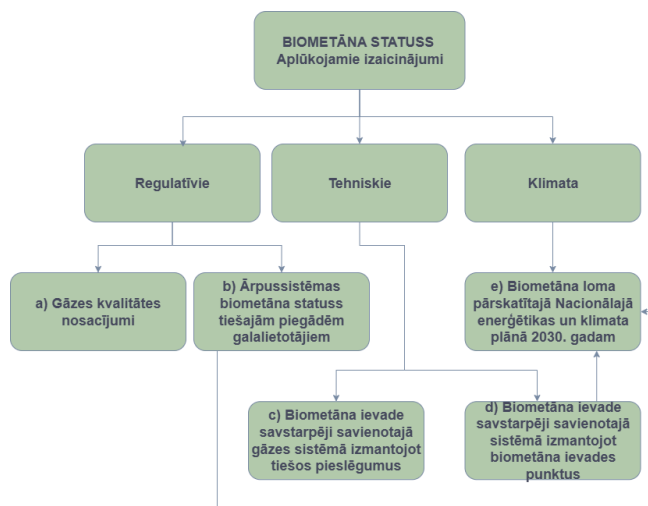 BIOMETĀNA STATUSS
Aplūkojamie izaicinājumi
Regulatīvie
Tehniskie
Klimata
a) Gāzes kvalitātes
nosacījumi
b) Ārpussistēmas
biometāna statuss
tiešajām piegādēm
galalietotājiem
e) Biometāna loma
pārskatītajā Nacionālajā
enerģētikas un klimata
plānā 2030. gadam
c) Biometāna ievade
savstarpēji savienotajā
gāzes sistēmā izmantojot
tiešos pieslēgumus
d) Biometāna ievade
savstarpēji savienotajā
sistēmā izmantojot
biometāna ievades
punktus